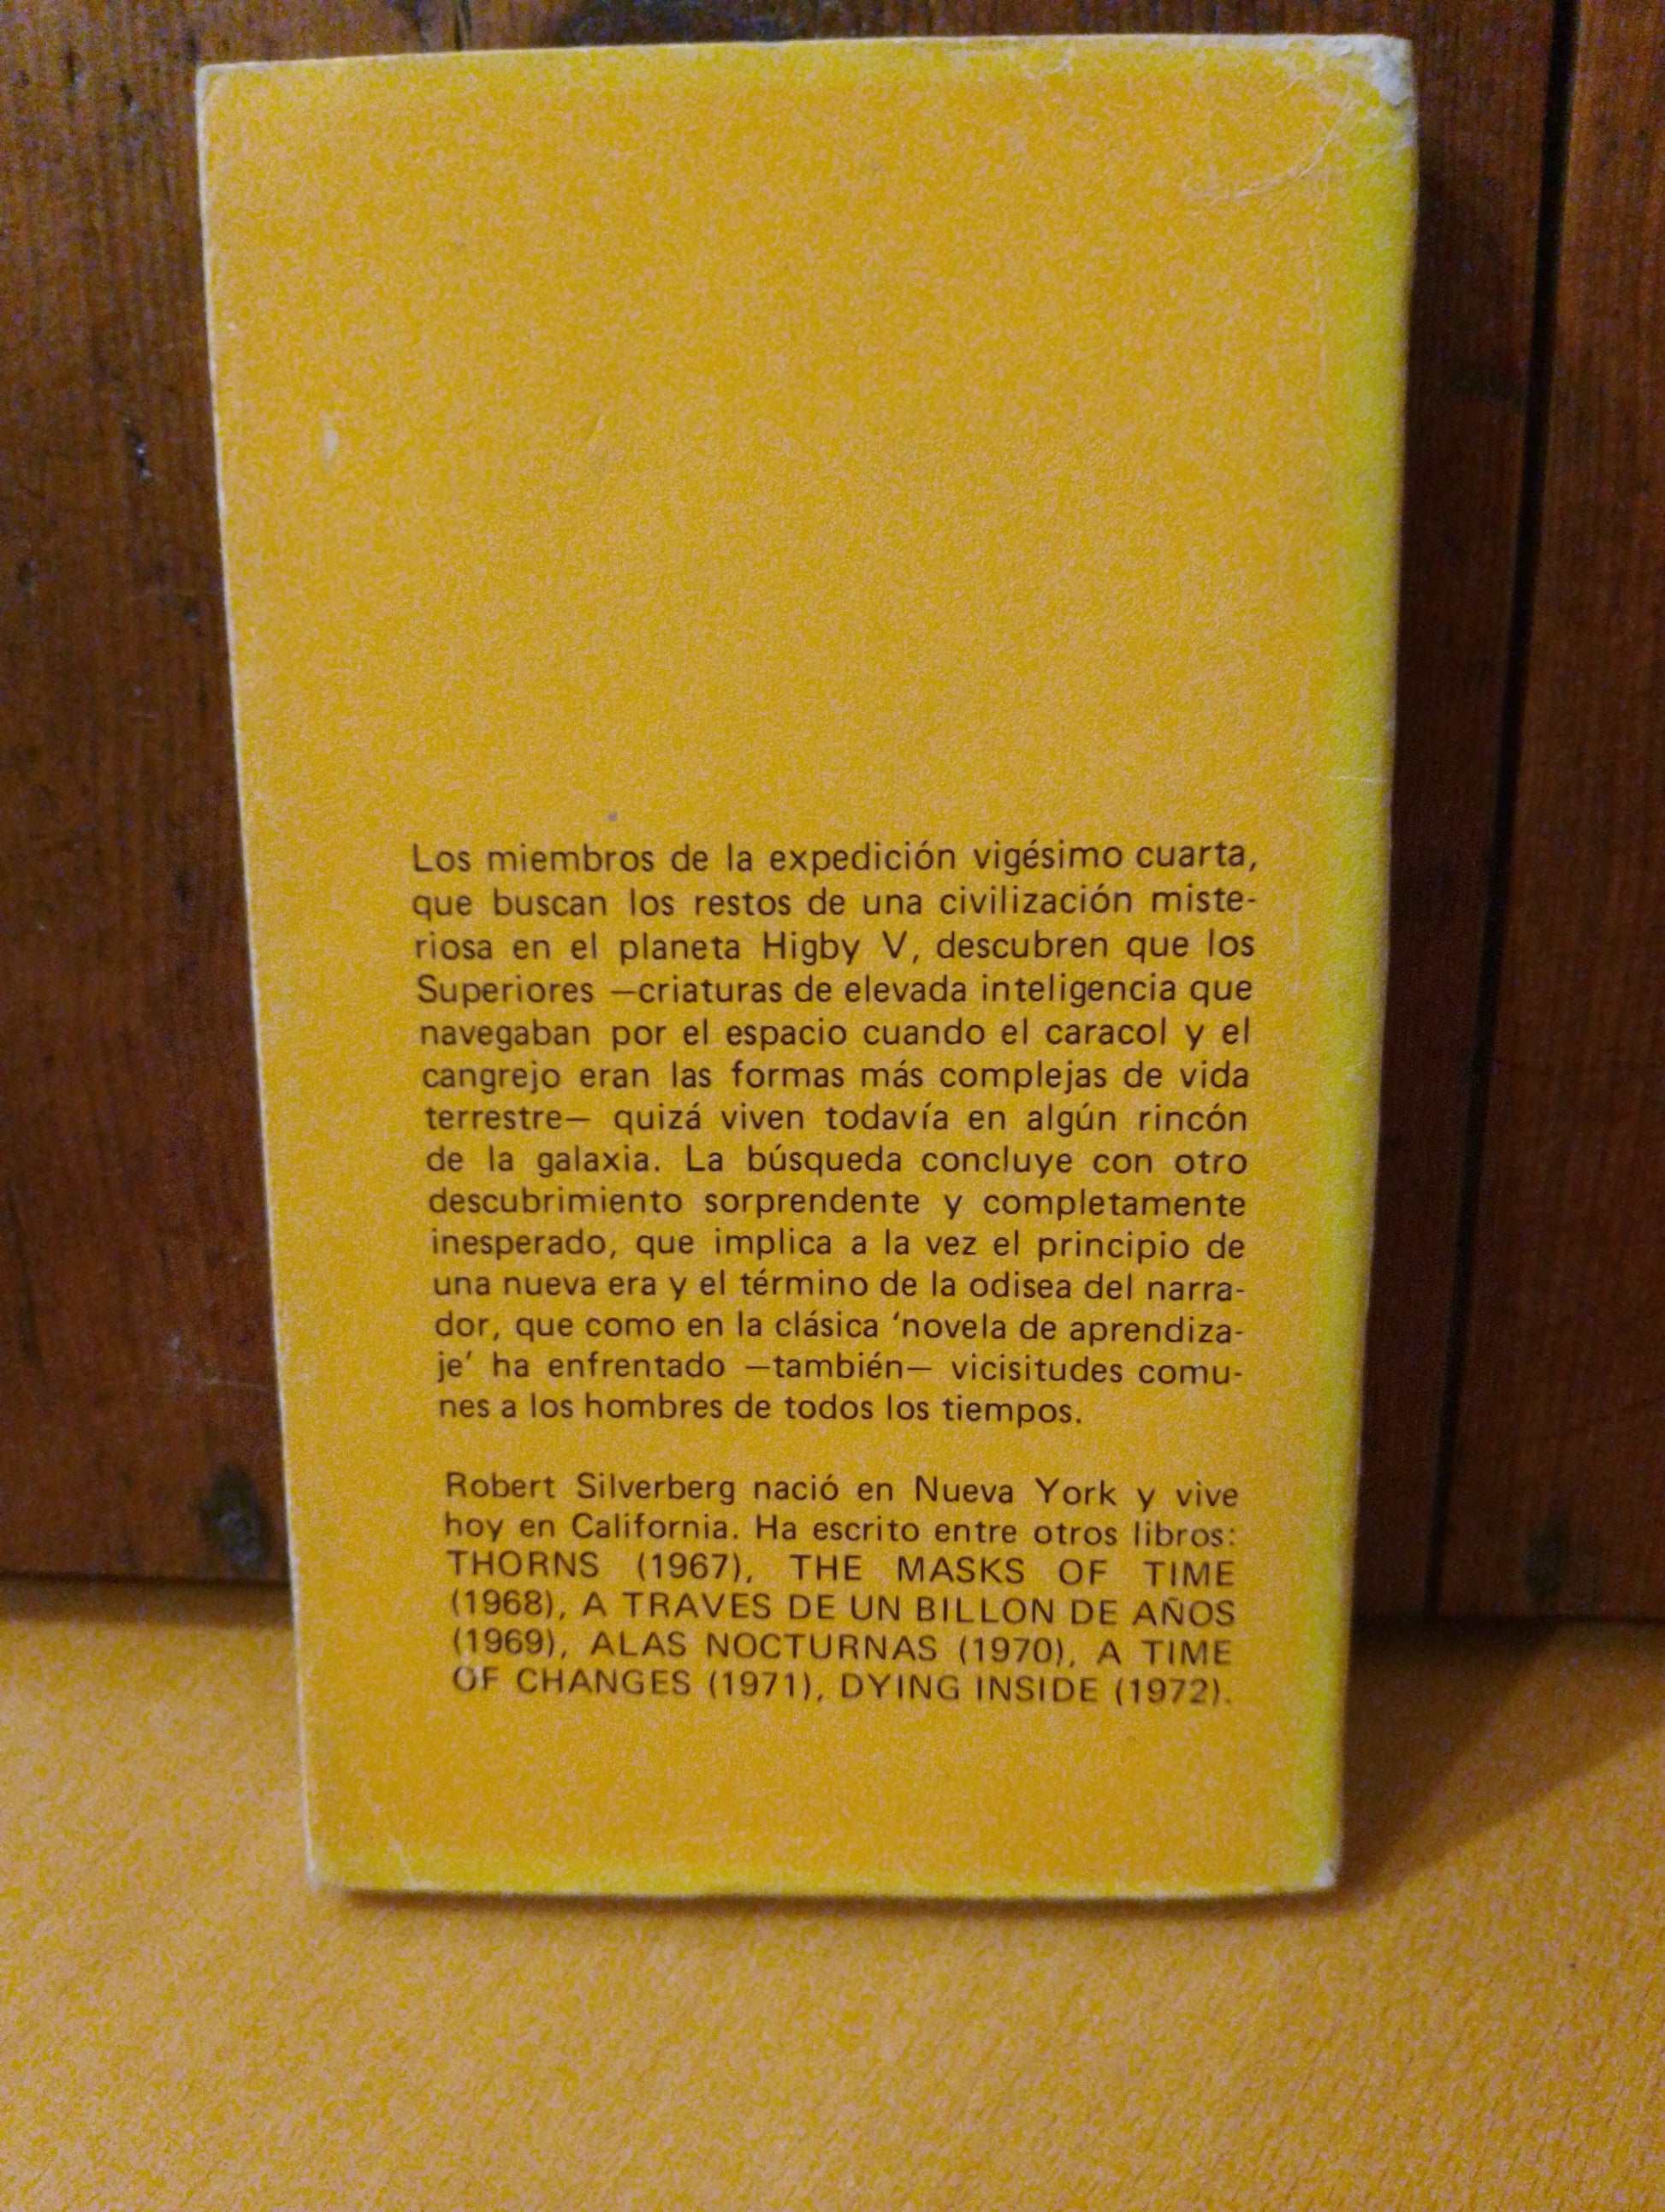 Los miembros de la expedición vigésimo cuarta,
que buscan los restos de una civilización miste-
riosa en el planeta Higby V, descubren que los
Superiores —criaturas de elevada inteligencia que
navegaban por el espacio cuando el caracol y el
cangrejo eran las formas más complejas de vida
terrestre— quizá viven todavía en algún rincón
de la galaxia. La búsqueda concluye con otro
descubrimiento sorprendente y completamente
inesperado, que implica a la vez el principio de
una nueva era y el término de la odisea del narra-
dor, que como en la clásica 'novela de aprendiza-
je' ha enfrentado —también— vicisitudes comu-
nes a los hombres de todos los tiempos.
Robert Silverberg nació en Nueva York y vive
hoy en California. Ha escrito entre otros libros:
THORNS (1967), THE MASKS OF TIME
(1968), A TRAVES DE UN BILLON DE AÑOS
(1969), ALAS NOCTURNAS (1970), A TIME
OF CHANGES (1971), DYING INSIDE (1972).